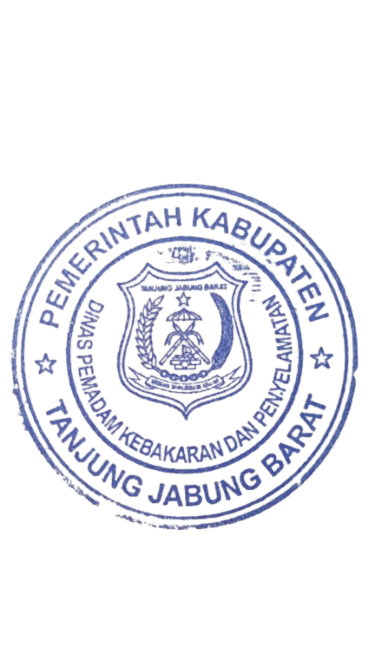 PEMERINTAH KABUPATEN
TANJUNG JABUNG BARAT
DINAS PEMADAM KEBAKARAN DAN PENYELAMATAN
TANJUNG JABUNG BARAT